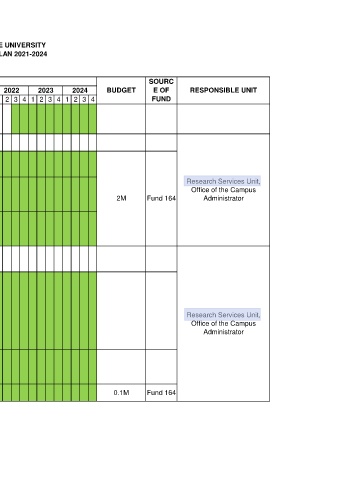 E UNIVERSITY
LAN 2021-2024
2022 2023 2024 BUDGET SOURC
E OF
FUND RESPONSIBLE UNIT
2 3 4 1 2 3 4 1 2 3 4
2M Fund 164
Research Services Unit,
Office of the Campus
Administrator
Research Services Unit,
Office of the Campus
Administrator
0.1M Fund 164